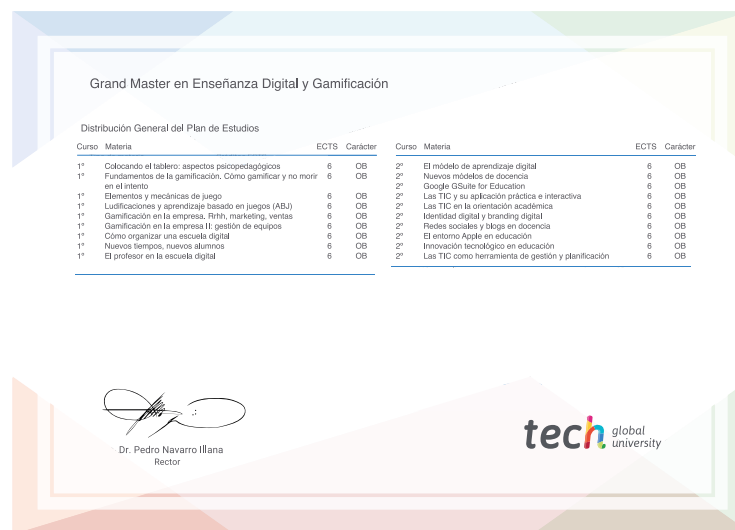 Grand Master en Enseñanza Digital y Gamificación
Distribución General del Plan de Estudios
Curso Materia ECTS Carácter
1º Colocando el tablero: aspectos psicopedagógicos 6 OB
1º Fundamentos de la gamificación. Cómo gamificar y no morir 6 OB
en el intento
1º Elementos y mecánicas de juego 6 OB
1º Ludificaciones y aprendizaje basado en juegos (ABJ) 6 OB
1º Gamificación en la empresa, Rrhh, marketing, ventas 6 OB
1º Gamificación en la empresa II: gestión de equipos 6 OB
1º Cómo organizar una escuela digital 6 OB
1º Nuevos tiempos, nuevos alumnos 6 OB
1º El profesor en la escuela digital 6 OB
Curso Materia ECTS Carácter
2º El módelo de aprendizaje digital 6 OB
2º Nuevos módelos de docencia 6 OB
2º Google GSuite for Education 6 OB
2º Las TIC y su aplicación práctica e interactiva 6 OB
2º Las TIC en la orientación académica 6 OB
2º Identidad digital y branding digital 6 OB
2º Redes sociales y blogs en docencia 6 OB
2º El entorno Apple en educación 6 OB
2º Innovación tecnológico en educación 6 OB
2º Las TIC como herramienta de gestión y planificación 6 OB
Dr. Pedro Navarro Illana
Rector
tech global
university